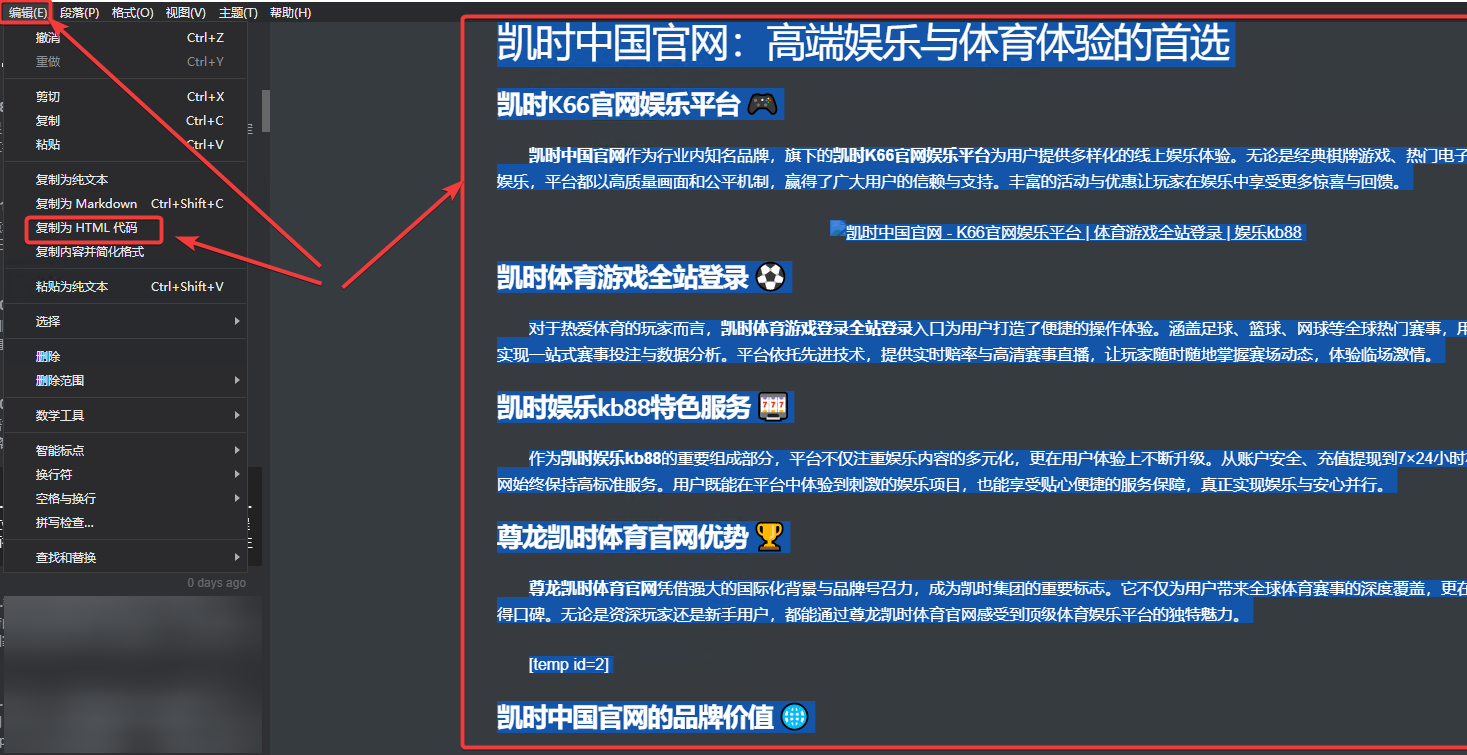 编辑(E) 段落(P) 格式(O) 视图(V) 主题(T) 帮助(H)
撤消 Ctrl+Z
重做 Ctrl+Y
剪切 Ctrl+X
复制 Ctrl+C
粘贴 Ctrl+V
复制为纯文本
复制为 Markdown Ctrl+Shift+C
复制为 HTML 代码
复制内容并简化格式
粘贴为纯文本 Ctrl+Shift+V
选择
删除
删除范围
数学工具
智能标点
换行符
空格与换行
拼写检查...
查找和替换
0 days ago
凯时中国官网：高端娱乐与体育体验的首选
凯时K66官网娱乐平台 🎮
凯时中国官网作为行业内知名品牌，旗下的凯时K66官网娱乐平台为用户提供多样化的线上娱乐体验。无论是经典棋牌游戏、热门电子
娱乐，平台都以高质量画面和公平机制，赢得了广大用户的信赖与支持。丰富的活动与优惠让玩家在娱乐中享受更多惊喜与回馈。
凯时中国官网 - K66官网娱乐平台 | 体育游戏全站登录 | 娱乐kb88
凯时体育游戏全站登录 ⚽
对于热爱体育的玩家而言，凯时体育游戏登录全站登录入口为用户打造了便捷的操作体验。涵盖足球、篮球、网球等全球热门赛事，用
实现一站式赛事投注与数据分析。平台依托先进技术，提供实时赔率与高清赛事直播，让玩家随时随地掌握赛场动态，体验临场激情。
凯时娱乐kb88特色服务 🎰
作为凯时娱乐kb88的重要组成部分，平台不仅注重娱乐内容的多元化，更在用户体验上不断升级。从账户安全、充值提现到7×24小时
网始终保持高标准服务。用户既能在平台中体验到刺激的娱乐项目，也能享受贴心便捷的服务保障，真正实现娱乐与安心并行。
尊龙凯时体育官网优势 🏆
尊龙凯时体育官网凭借强大的国际化背景与品牌号召力，成为凯时集团的重要标志。它不仅为用户带来全球体育赛事的深度覆盖，更在
得口碑。无论是资深玩家还是新手用户，都能通过尊龙凯时体育官网感受到顶级体育娱乐平台的独特魅力。
[temp id=2]
凯时中国官网的品牌价值 🌐